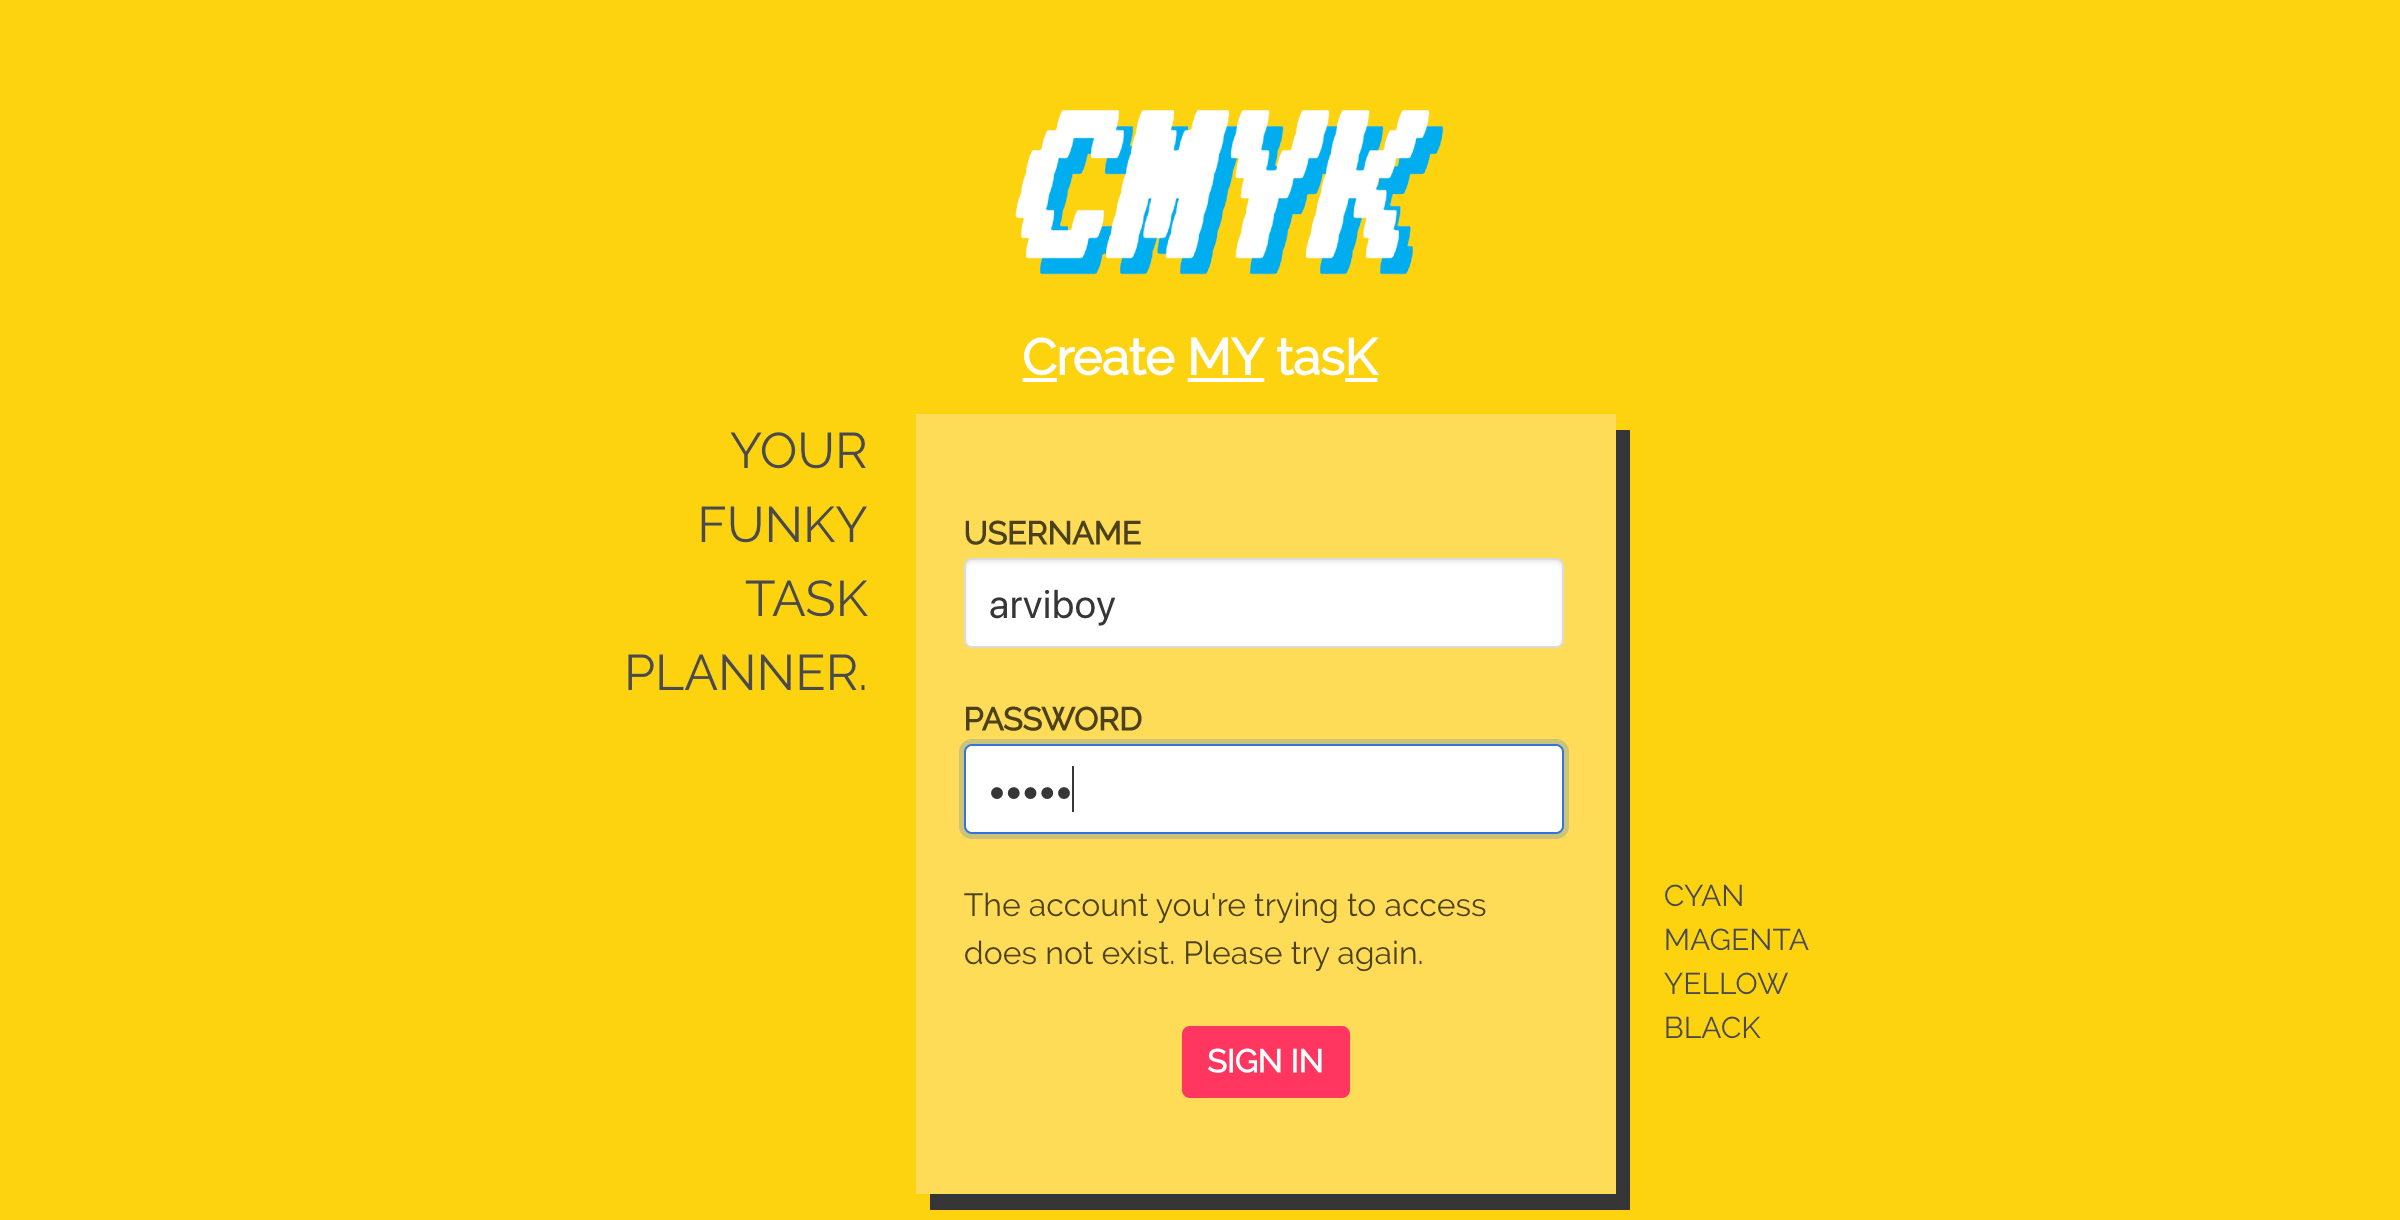 CMYK
Create MY tasK
YOUR
FUNKY
TASK
PLANNER.
USERNAME
arviboy
PASSWORD
•••••
The account you're trying to access
does not exist. Please try again.
SIGN IN
CYAN
MAGENTA
YELLOW
BLACK